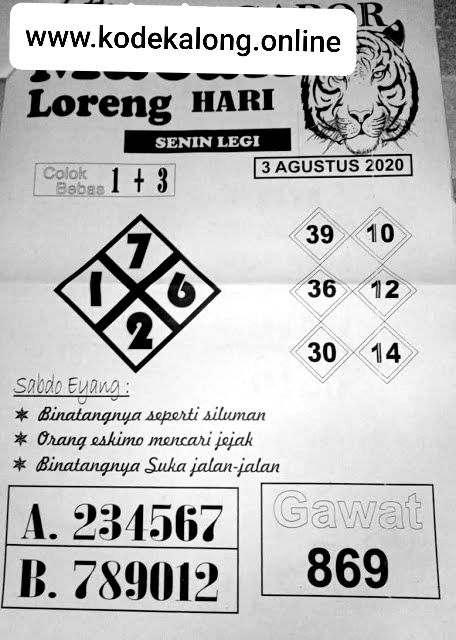 www.kodekalong.online
Loreng HARI
SENIN LEGI
3 AGUSTUS 2020
Colok Bebas 1 + 3
7
1 6
2
39 10
36 12
30 14
Sabdo Eyang :
✶ Binatangnya seperti siluman
✶ Orang eskimo mencari jejak
✶ Binatangnya Suka jalan-jalan
A. 234567
B. 789012
Gawat
869